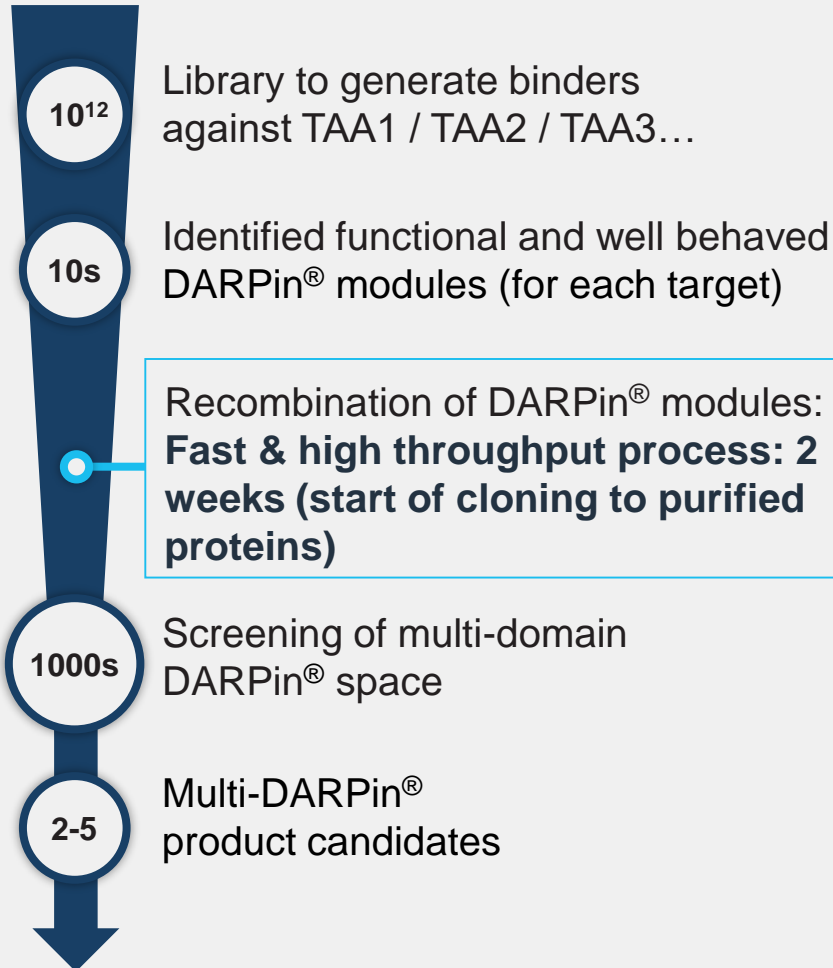 10¹²
Library to generate binders
against TAA1 / TAA2 / TAA3…
10s
Identified functional and well behaved
DARPin® modules (for each target)
Recombination of DARPin® modules:
Fast & high throughput process: 2
weeks (start of cloning to purified
proteins)
1000s
Screening of multi-domain
DARPin® space
2-5
Multi-DARPin®
product candidates